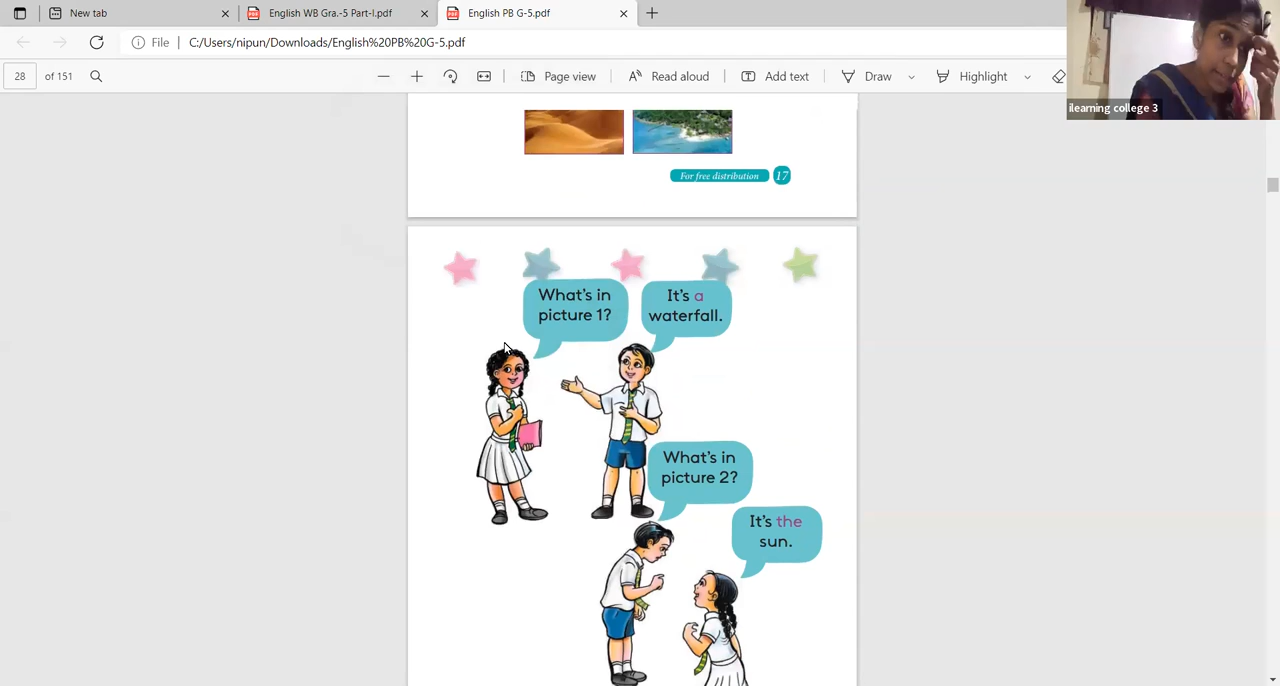 New tab
English WB Gra.-5 Part-I.pdf
English PB G-5.pdf
File
C:/Users/nipun/Downloads/English%20PB%20G-5.pdf
28 of 151
Page view
Read aloud
Add text
Draw
Highlight
ilearning college 3
For free distribution 17
What's in
picture 1?
It's a
waterfall.
What's in
picture 2?
It's the
sun.